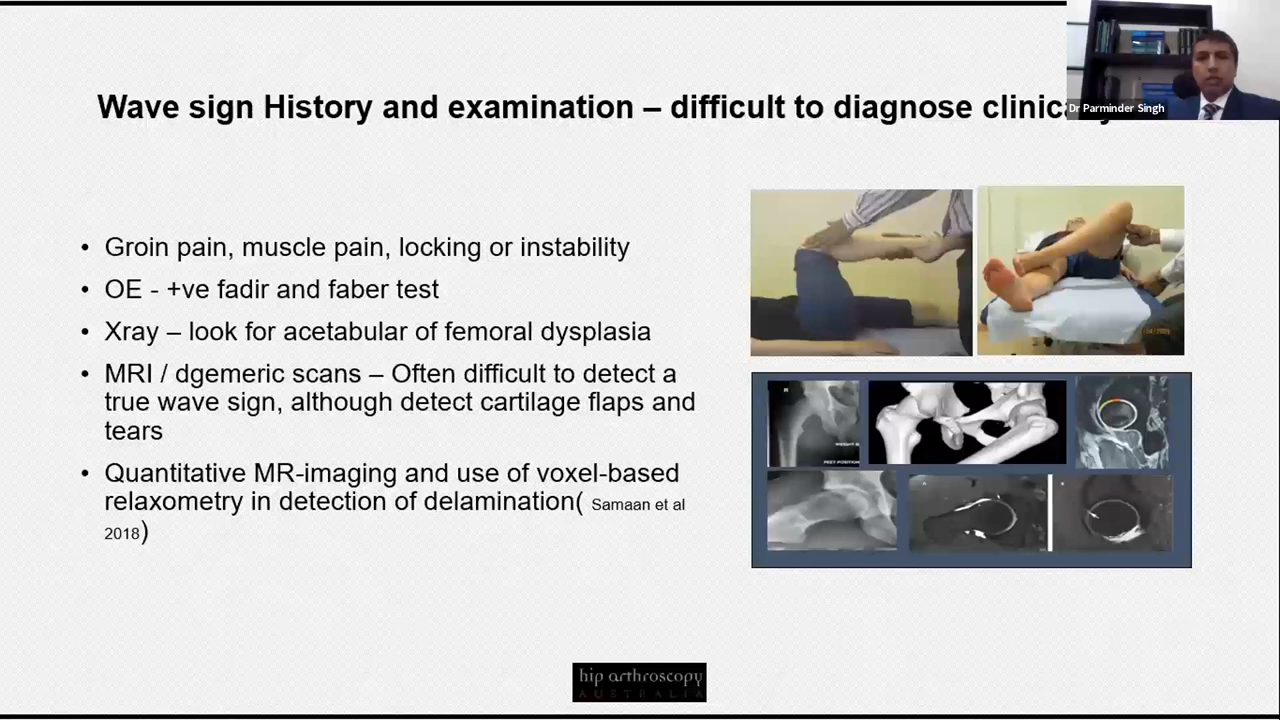 Wave sign History and examination – difficult to diagnose
Dr Parminder Singh
• Groin pain, muscle pain, locking or instability
• OE - +ve fadir and faber test
• Xray – look for acetabular of femoral dysplasia
• MRI / dgemeric scans – Often difficult to detect a
true wave sign, although detect cartilage flaps and
tears
• Quantitative MR-imaging and use of voxel-based
relaxometry in detection of delamination( Samaan et al
2018)
hip arthroscopy
AUSTRALIA